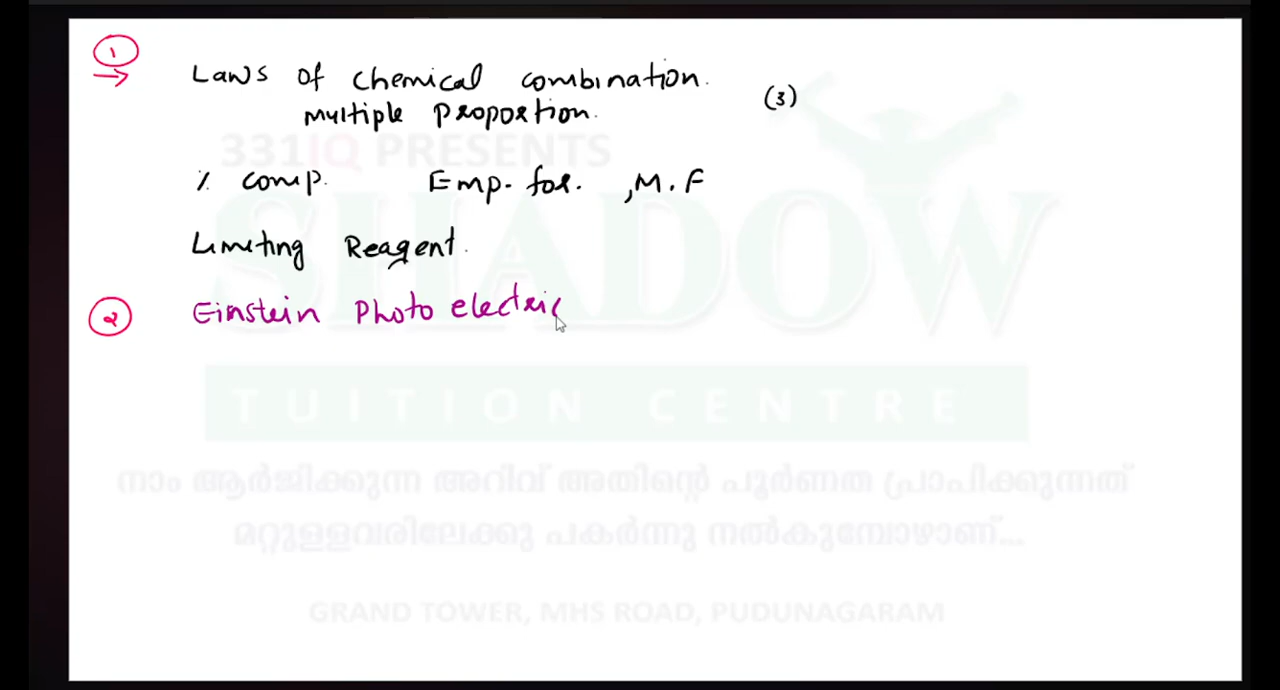 1
Laws of chemical combination.
multiple proportion.
(3)
331IQ PRESENTS
% comp. Emp. for. , M. F
SHADOW
Limiting Reagent.
2 Einstein Photo electric
TUITION CENTRE
നാം ആർജിക്കുന്ന അറിവ് അതിന്റെ പൂർണത പ്രാപിക്കുന്നത്
മറ്റുള്ളവരിലേക്കു പകർന്നു നൽകുമ്പോഴാണ്...
GRAND TOWER, MHS ROAD, PUDUNAGARAM